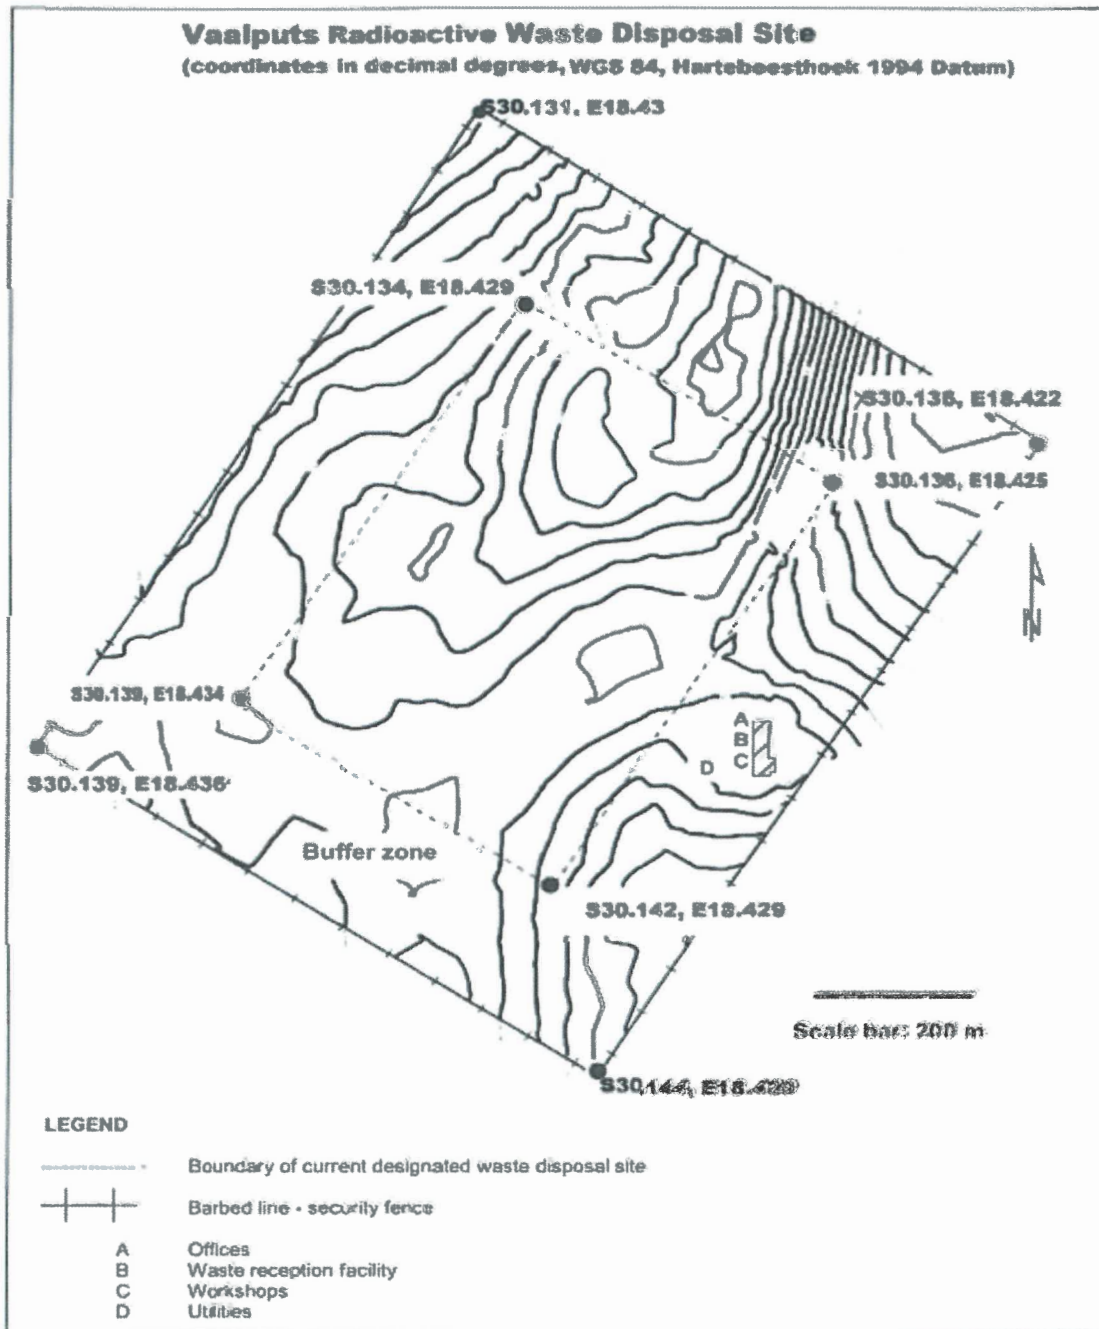 Vaalputs Radioactive Waste Disposal Site
(coordinates in decimal degrees, WGS 84, Hartebeesthoek 1994 Datum)
S30.131, E18.43
S30.134, E18.429
S30.136, E18.422
S30.136, E18.425
N
S30.139, E18.434
A
B
C
D
S30.139, E18.436
Buffer zone
S30.142, E18.429
Scale bar: 200 m
S30.144,
LEGEND
Boundary of current designated waste disposal site
Barbed line - security fence
A Offices
B Waste reception facility
C Workshops
D Utilities